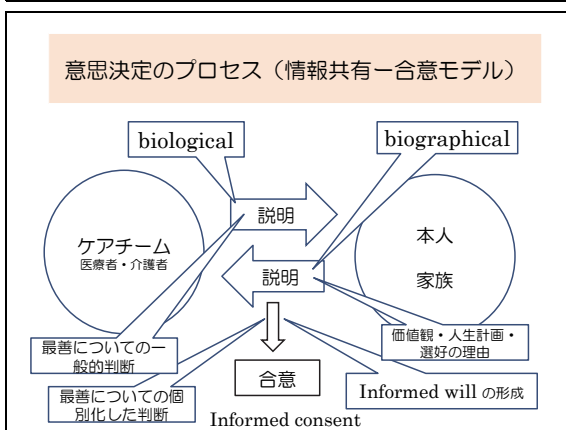 意思決定のプロセス（情報共有ー合意モデル）
biological
biographical
説明
ケアチーム
医療者・介護者
本人
家族
説明
最善についての一
般的判断
価値観・人生計画・
選好の理由
合意
最善についての個
別化した判断
Informed will の形成
Informed consent